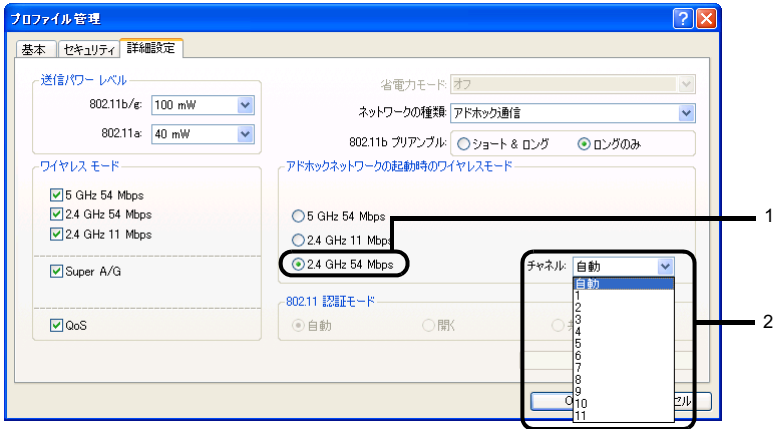 プロファイル管理
基本 セキュリティ 詳細設定
送信パワー レベル
802.11b/g: 100 mW
802.11a: 40 mW
省電力モード: オフ
ネットワークの種類: アドホック通信
802.11b プリアンブル: ショート & ロング ロングのみ
ワイヤレス モード
5 GHz 54 Mbps
2.4 GHz 54 Mbps
2.4 GHz 11 Mbps
Super A/G
QoS
アドホックネットワークの起動時のワイヤレスモード
5 GHz 54 Mbps
2.4 GHz 11 Mbps
2.4 GHz 54 Mbps
チャネル: 自動
自動
1
2
3
4
5
6
7
8
9
10
11
802.11 認証モード
自動 開く
1
2